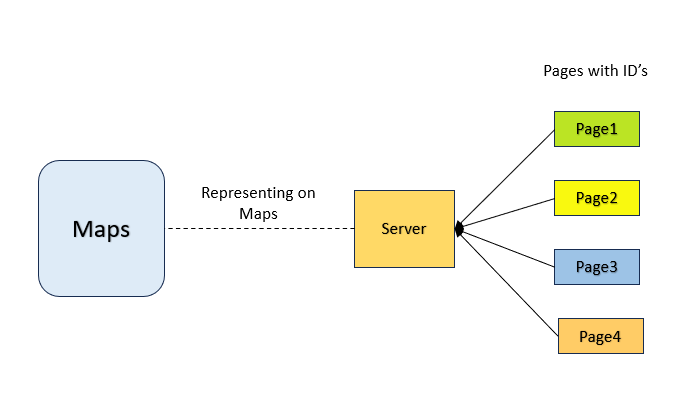 Pages with ID’s
Page1
Representing on
Maps
Page2
Maps
Server
Page3
Page4